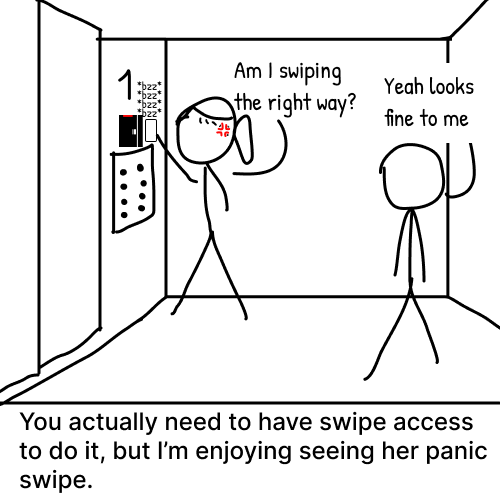 1
*bzz*
*bzz*
*bzz*
*bzz*
Am I swiping
the right way?
Yeah looks
fine to me
You actually need to have swipe access
to do it, but I’m enjoying seeing her panic
swipe.